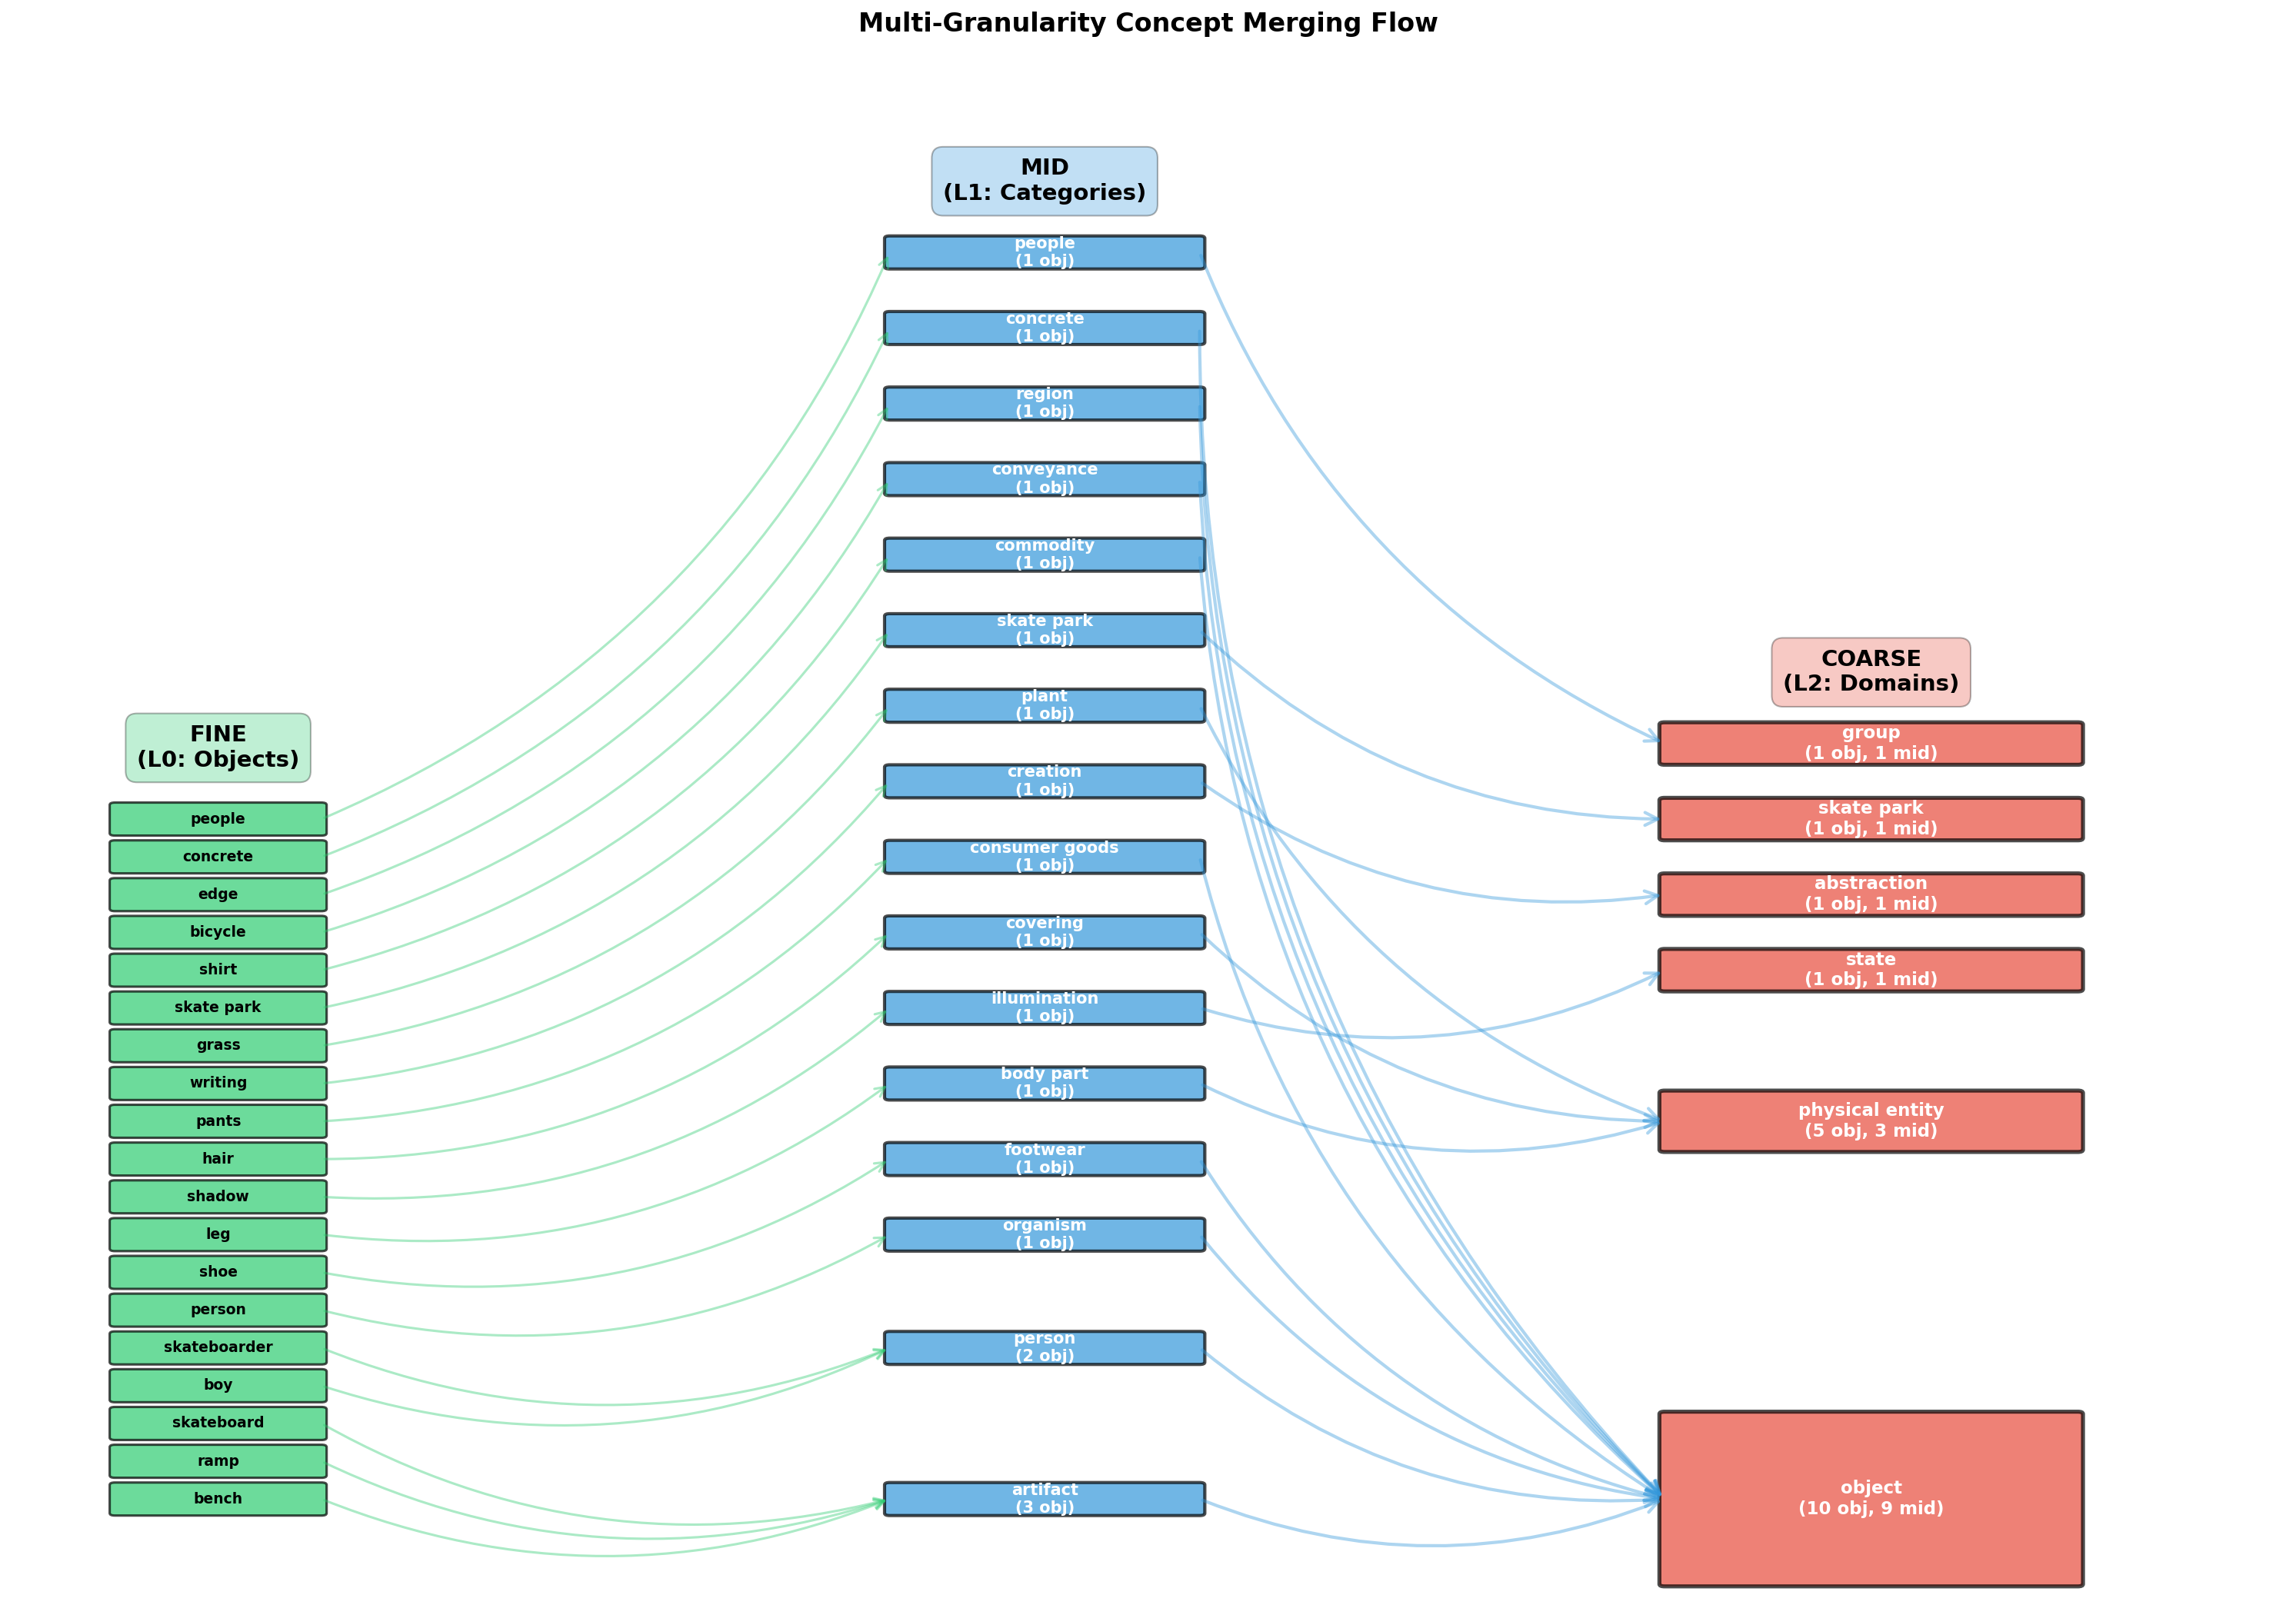 Multi-Granularity Concept Merging Flow
FINE
(L0: Objects)
people
concrete
edge
bicycle
shirt
skate park
grass
writing
pants
hair
shadow
leg
shoe
person
skateboarder
boy
skateboard
ramp
bench
MID
(L1: Categories)
people
(1 obj)
concrete
(1 obj)
region
(1 obj)
conveyance
(1 obj)
commodity
(1 obj)
skate park
(1 obj)
plant
(1 obj)
creation
(1 obj)
consumer goods
(1 obj)
covering
(1 obj)
illumination
(1 obj)
body part
(1 obj)
footwear
(1 obj)
organism
(1 obj)
person
(2 obj)
artifact
(3 obj)
COARSE
(L2: Domains)
group
(1 obj, 1 mid)
skate park
(1 obj, 1 mid)
abstraction
(1 obj, 1 mid)
state
(1 obj, 1 mid)
physical entity
(5 obj, 3 mid)
object
(10 obj, 9 mid)